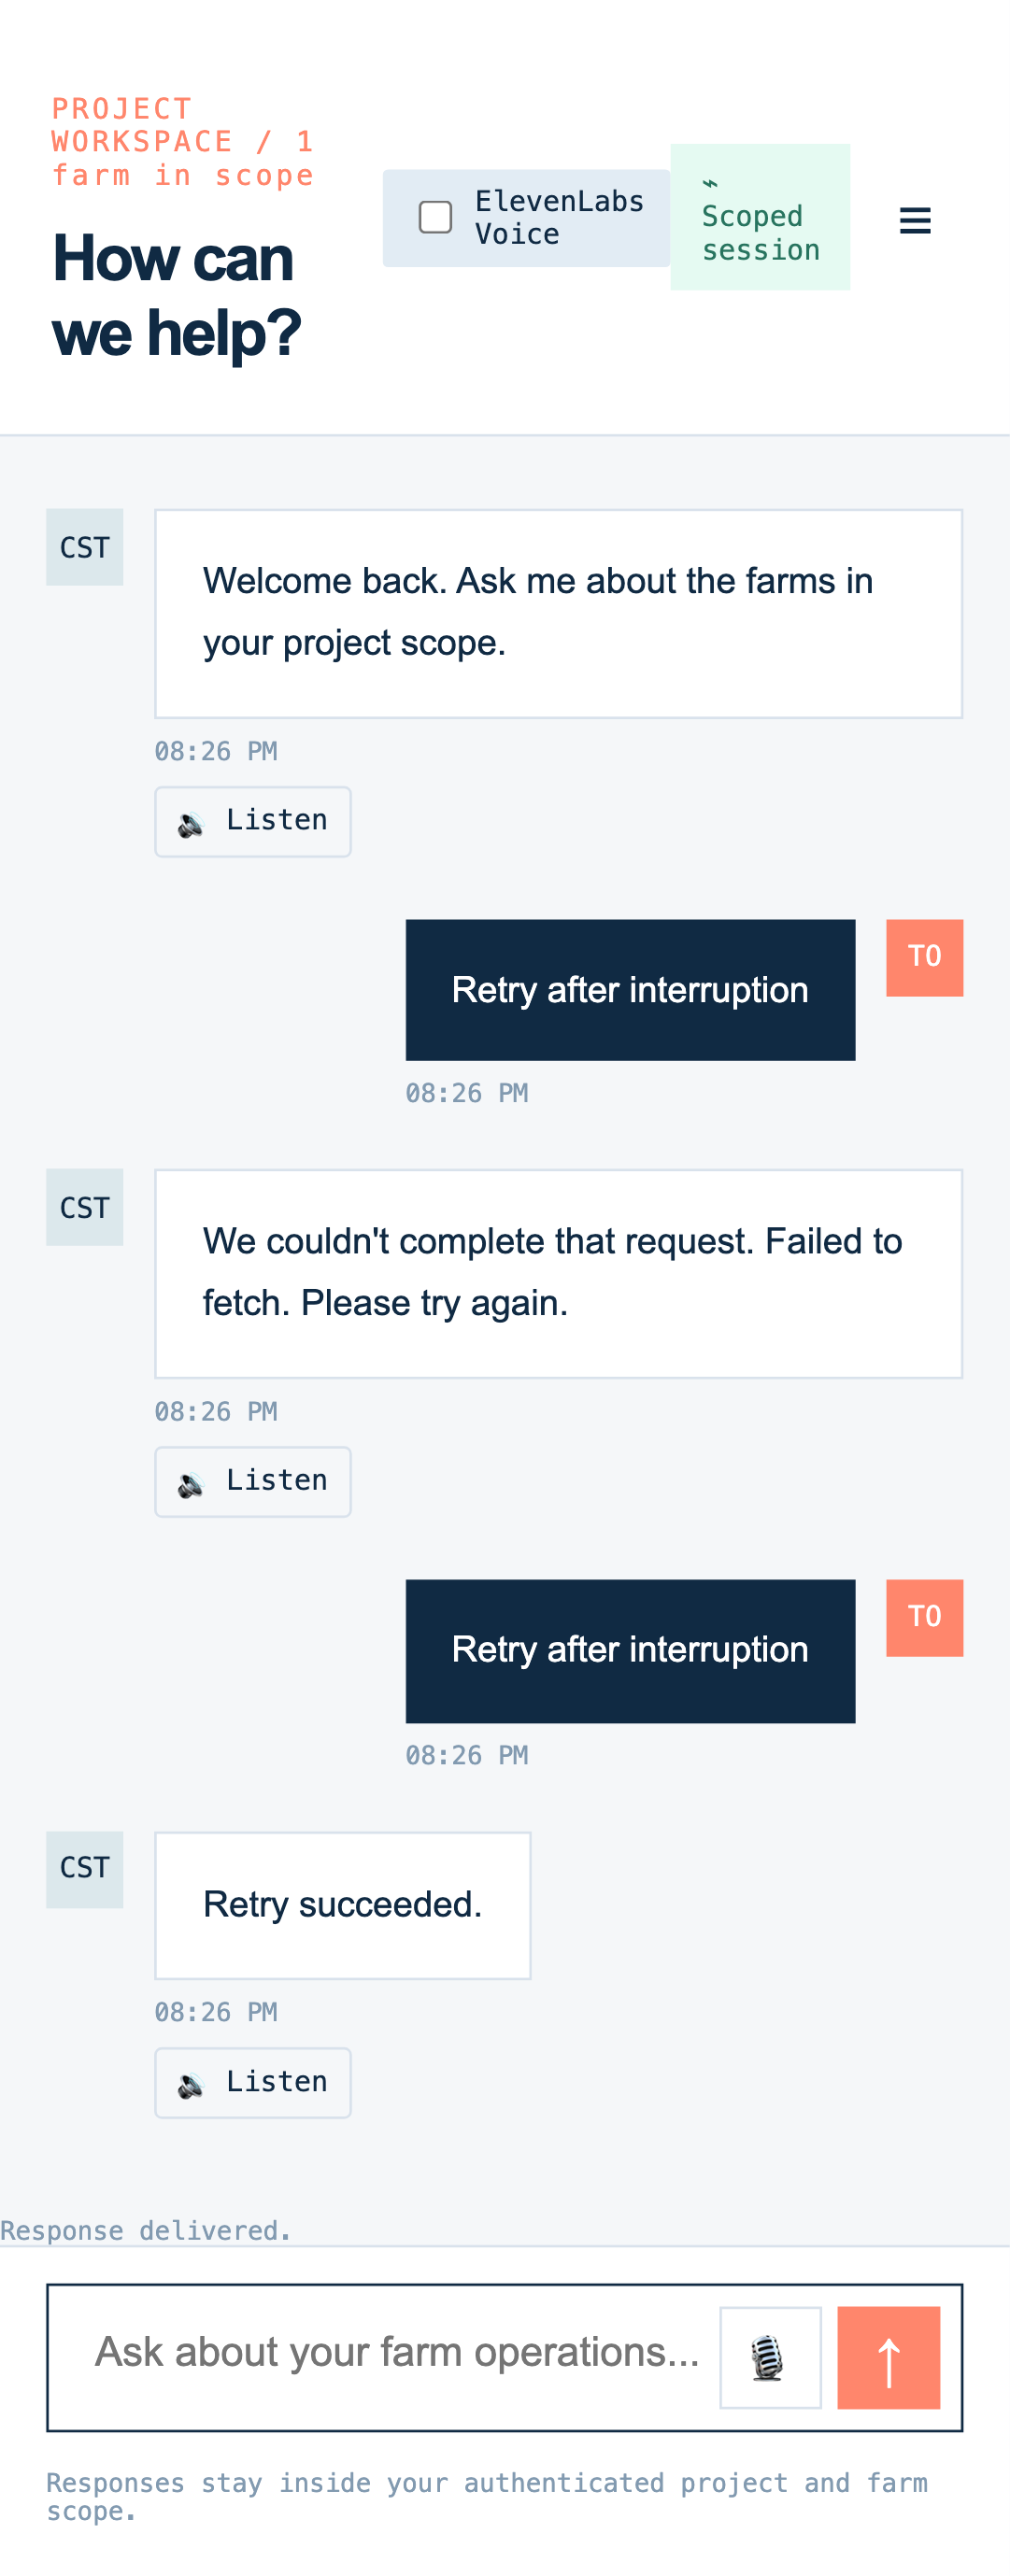 PROJECT
WORKSPACE / 1
farm in scope
How can
we help?
ElevenLabs
Voice
⌁
Scoped
session
CST
Welcome back. Ask me about the farms in
your project scope.
08:26 PM
🔊 Listen
Retry after interruption
TO
08:26 PM
CST
We couldn't complete that request. Failed to
fetch. Please try again.
08:26 PM
🔊 Listen
Retry after interruption
TO
08:26 PM
CST
Retry succeeded.
08:26 PM
🔊 Listen
Response delivered.
Ask about your farm operations...
↑
Responses stay inside your authenticated project and farm
scope.